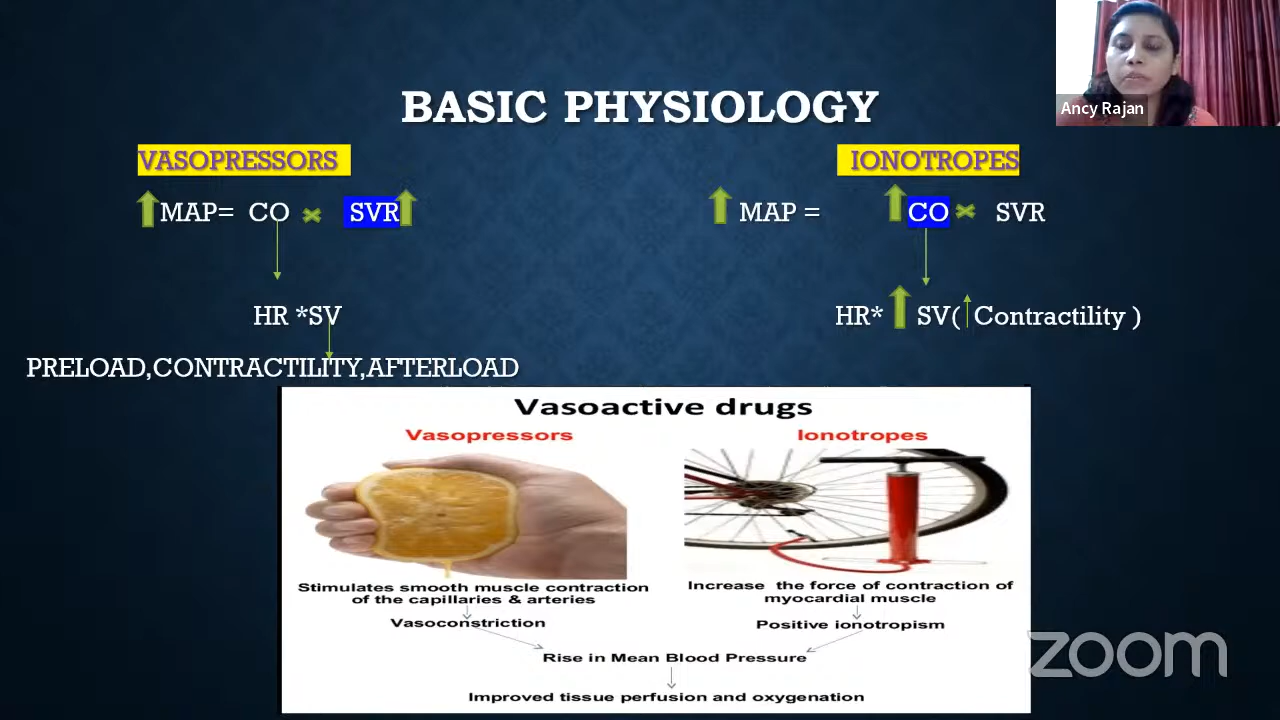 BASIC PHYSIOLOGY
Ancy Rajan
VASOPRESSORS
IONOTROPES
MAP= CO × SVR
MAP = CO × SVR
HR *SV
HR* SV( Contractility )
PRELOAD,CONTRACTILITY,AFTERLOAD
Vasoactive drugs
Vasopressors
Ionotropes
Stimulates smooth muscle contraction
of the capillaries & arteries
Increase the force of contraction of
myocardial muscle
Vasoconstriction
Positive ionotropism
Rise in Mean Blood Pressure
Improved tissue perfusion and oxygenation
zoom